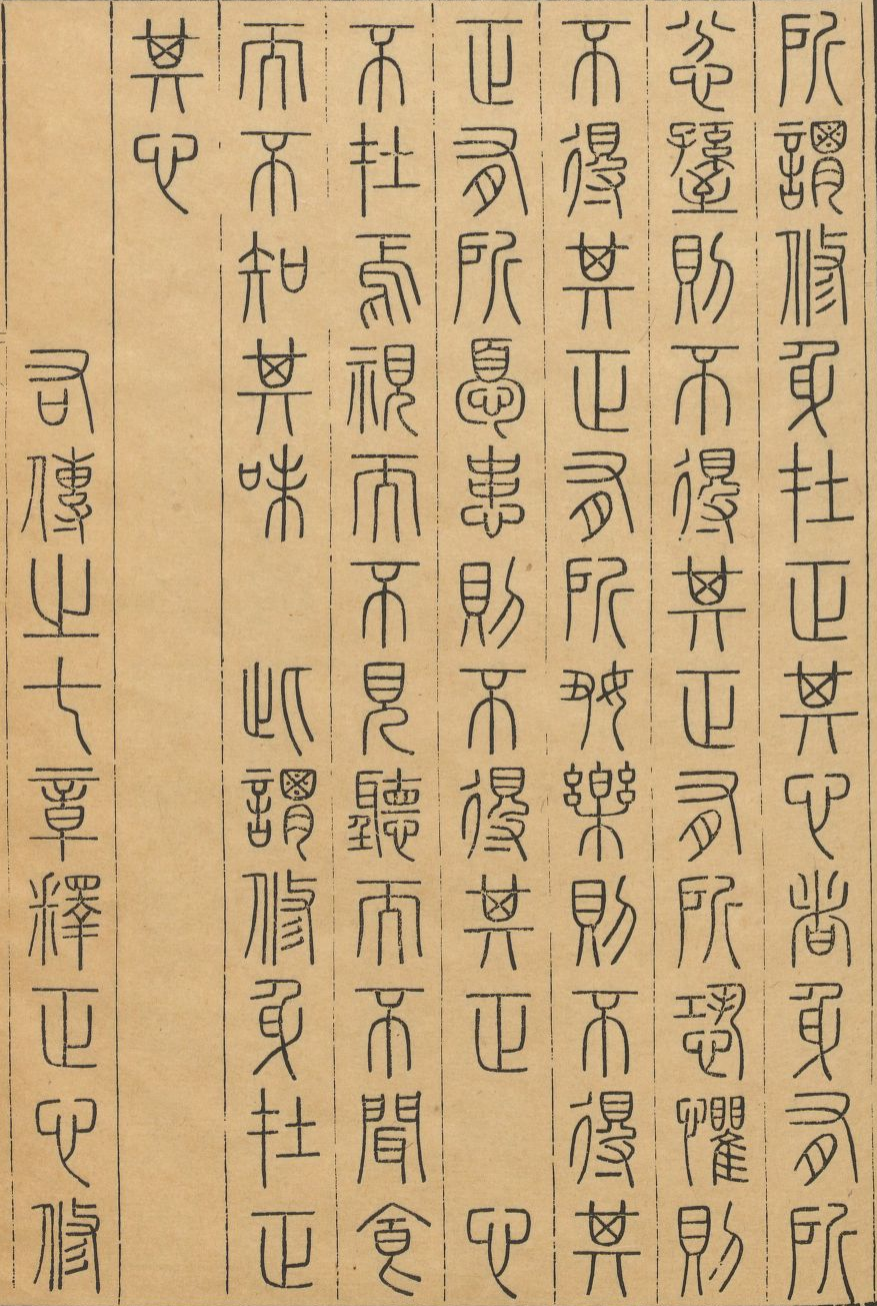 所謂修身在正其心者身有所
忿懥則不得其正有所恐懼則
不得其正有所好樂則不得其
正有所憂患則不得其正 心
不在焉視而不見聽而不聞食
而不知其味 此謂修身在正
其心
右傳之七章釋正心修